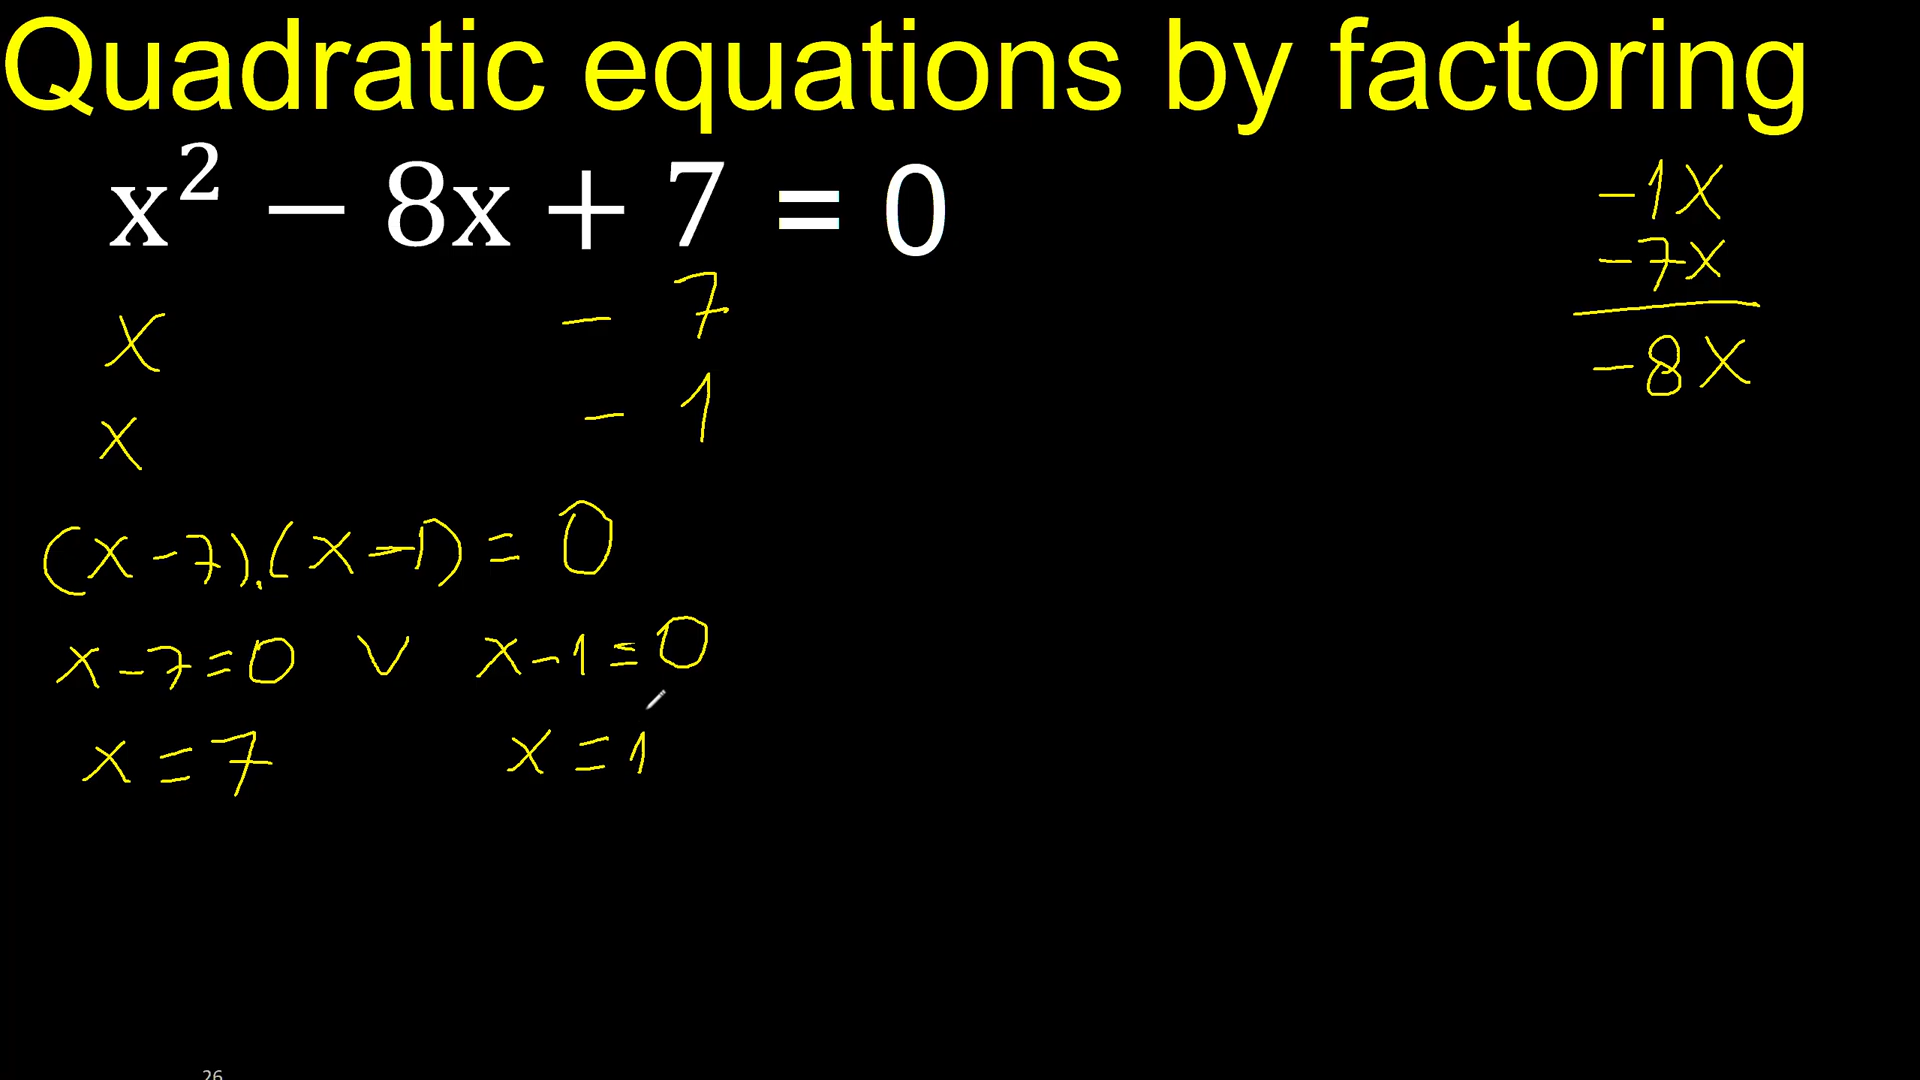 Quadratic equations by factoring
x² − 8x + 7 = 0
x − 7
x − 1
(x − 7).(x − 1) = 0
x − 7 = 0 v x − 1 = 0
x = 7 x = 1
−1x
−7x
−8x
26